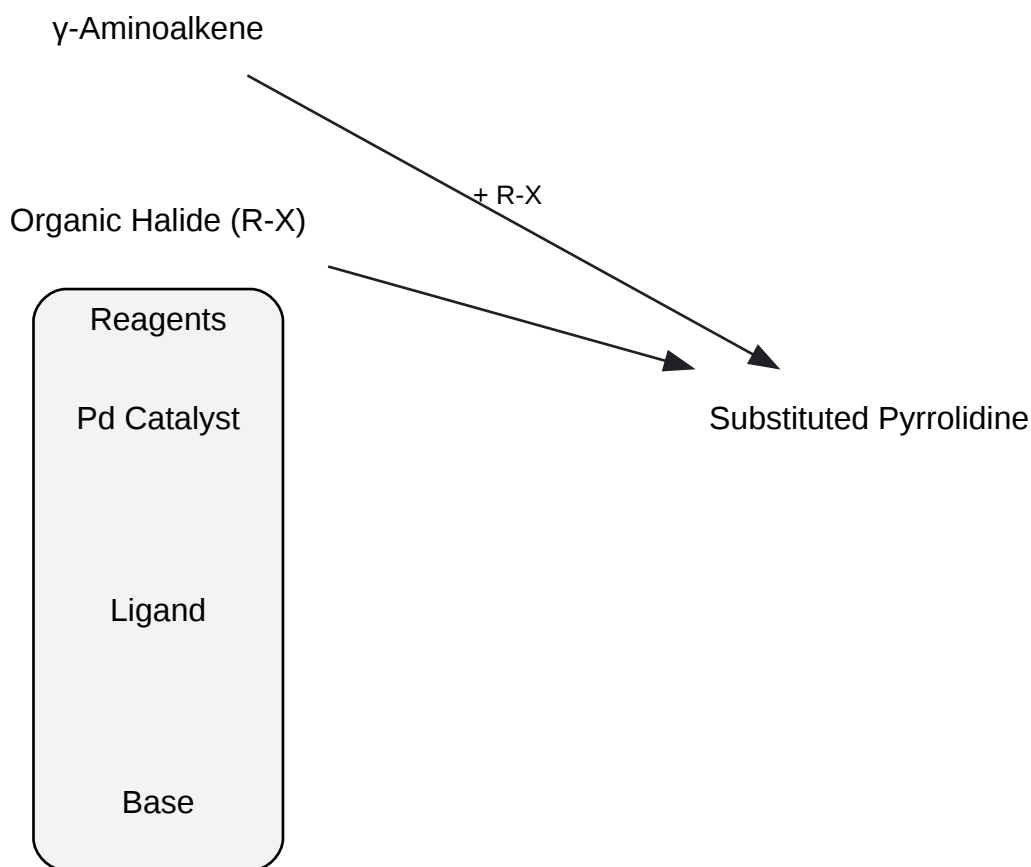 γ-Aminoalkene
+ R-X
Organic Halide (R-X)
Reagents
Pd Catalyst
Substituted Pyrrolidine
Ligand
Base